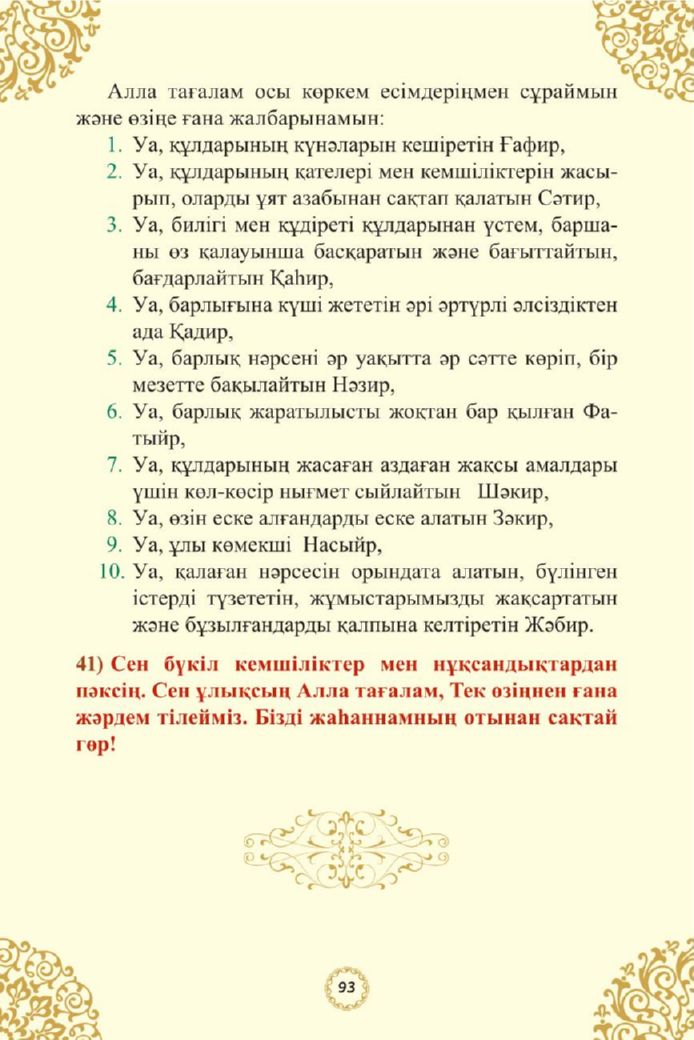 Алла тағалам осы көркем есімдеріңмен сұраймын
және өзіңе ғана жалбарынамын:
1. Уа, құлдарының күнәларын кешіретін Ғафир,
2. Уа, құлдарының қателері мен кемшіліктерін жасы-
рып, оларды ұят азабынан сақтап қалатын Сәтир,
3. Уа, билігі мен құдіреті құлдарынан үстем, барша-
ны өз қалауынша басқаратын және бағыттайтын,
бағдарлайтын Қаһир,
4. Уа, барлығына күші жететін әрі әртүрлі әлсіздіктен
ада Қадир,
5. Уа, барлық нәрсені әр уақытта әр сәтте көріп, бір
мезетте бақылайтын Нәзир,
6. Уа, барлық жаратылысты жоқтан бар қылған Фа-
тыйр,
7. Уа, құлдарының жасаған аздаған жақсы амалдары
үшін көл-көсір нығмет сыйлайтын Шәкир,
8. Уа, өзін еске алғандарды еске алатын Зәкир,
9. Уа, ұлы көмекші Насыйр,
10. Уа, қалаған нәрсесін орындата алатын, бүлінген
істерді түзететін, жұмыстарымызды жақсартатын
және бұзылғандарды қалпына келтіретін Жәбир.
41) Сен бүкіл кемшіліктер мен нұқсандықтардан
пәксің. Сен ұлықсың Алла тағалам, Тек өзіңнен ғана
жәрдем тілейміз. Бізді жаһаннамның отынан сақтай
гөр!
93